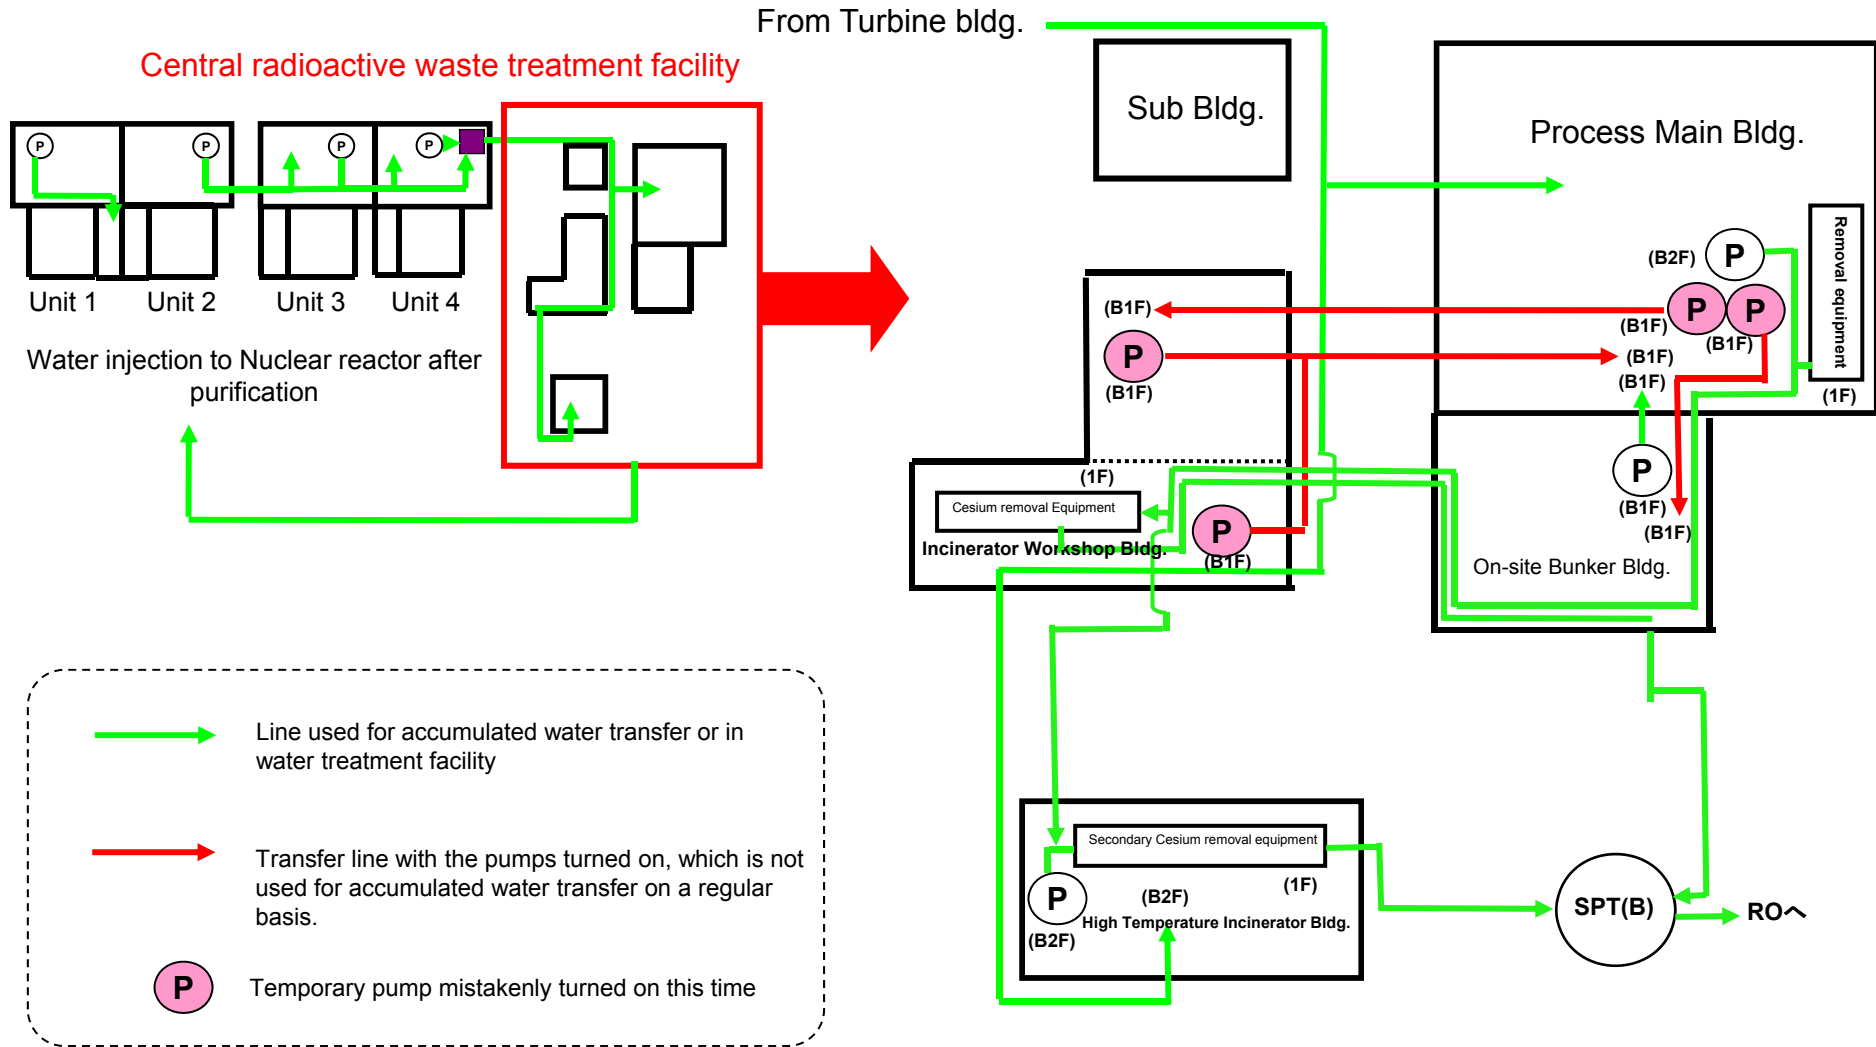 From Turbine bldg.
Central radioactive waste treatment facility
Sub Bldg.
Process Main Bldg.
P
P
P
P
Unit 1
Unit 2
Unit 3
Unit 4
Water injection to Nuclear reactor after
purification
Removal equipment
(1F)
(B2F)
P
P
P
(B1F)
(B1F)
(B1F)
(B1F)
(B1F)
P
(B1F)
P
(B1F)
(B1F)
On-site Bunker Bldg.
(1F)
Cesium removal Equipment
Incinerator Workshop Bldg.
P
(B1F)
Line used for accumulated water transfer or in
water treatment facility
Transfer line with the pumps turned on, which is not
used for accumulated water transfer on a regular
basis.
P
Temporary pump mistakenly turned on this time
Secondary Cesium removal equipment
(1F)
P
(B2F)
(B2F)
High Temperature Incinerator Bldg.
SPT(B)
ROへ